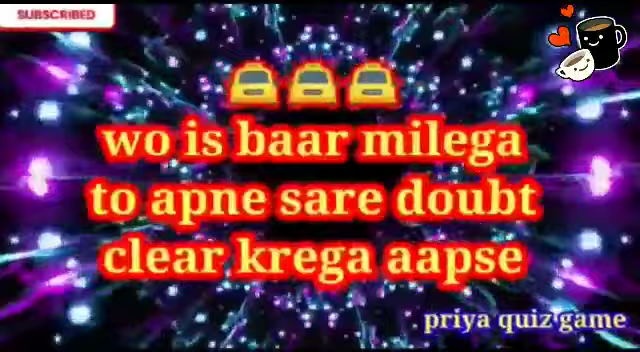 SUBSCRIBED
wo is baar milega
to apne sare doubt
clear krega aapse
priya quiz game